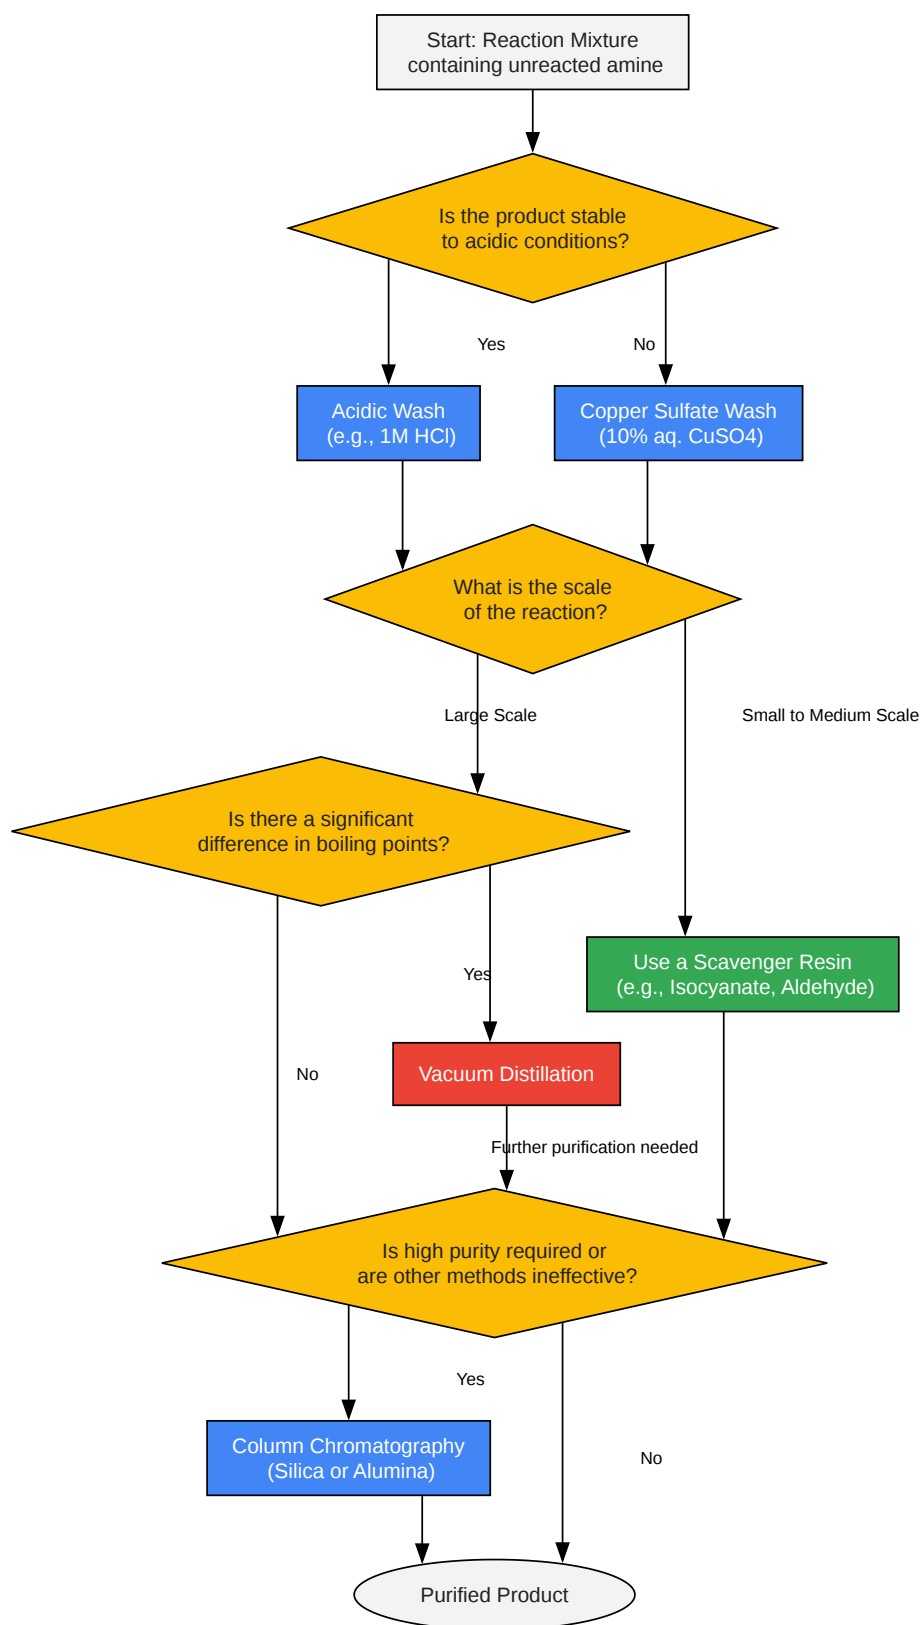 Start: Reaction Mixture
containing unreacted amine
Is the product stable
to acidic conditions?
Yes
No
Acidic Wash
(e.g., 1M HCl)
Copper Sulfate Wash
(10% aq. CuSO4)
What is the scale
of the reaction?
Large Scale
Small to Medium Scale
Is there a significant
difference in boiling points?
Yes
Use a Scavenger Resin
(e.g., Isocyanate, Aldehyde)
No
Vacuum Distillation
Further purification needed
Is high purity required or
are other methods ineffective?
Yes
Column Chromatography
(Silica or Alumina)
No
Purified Product